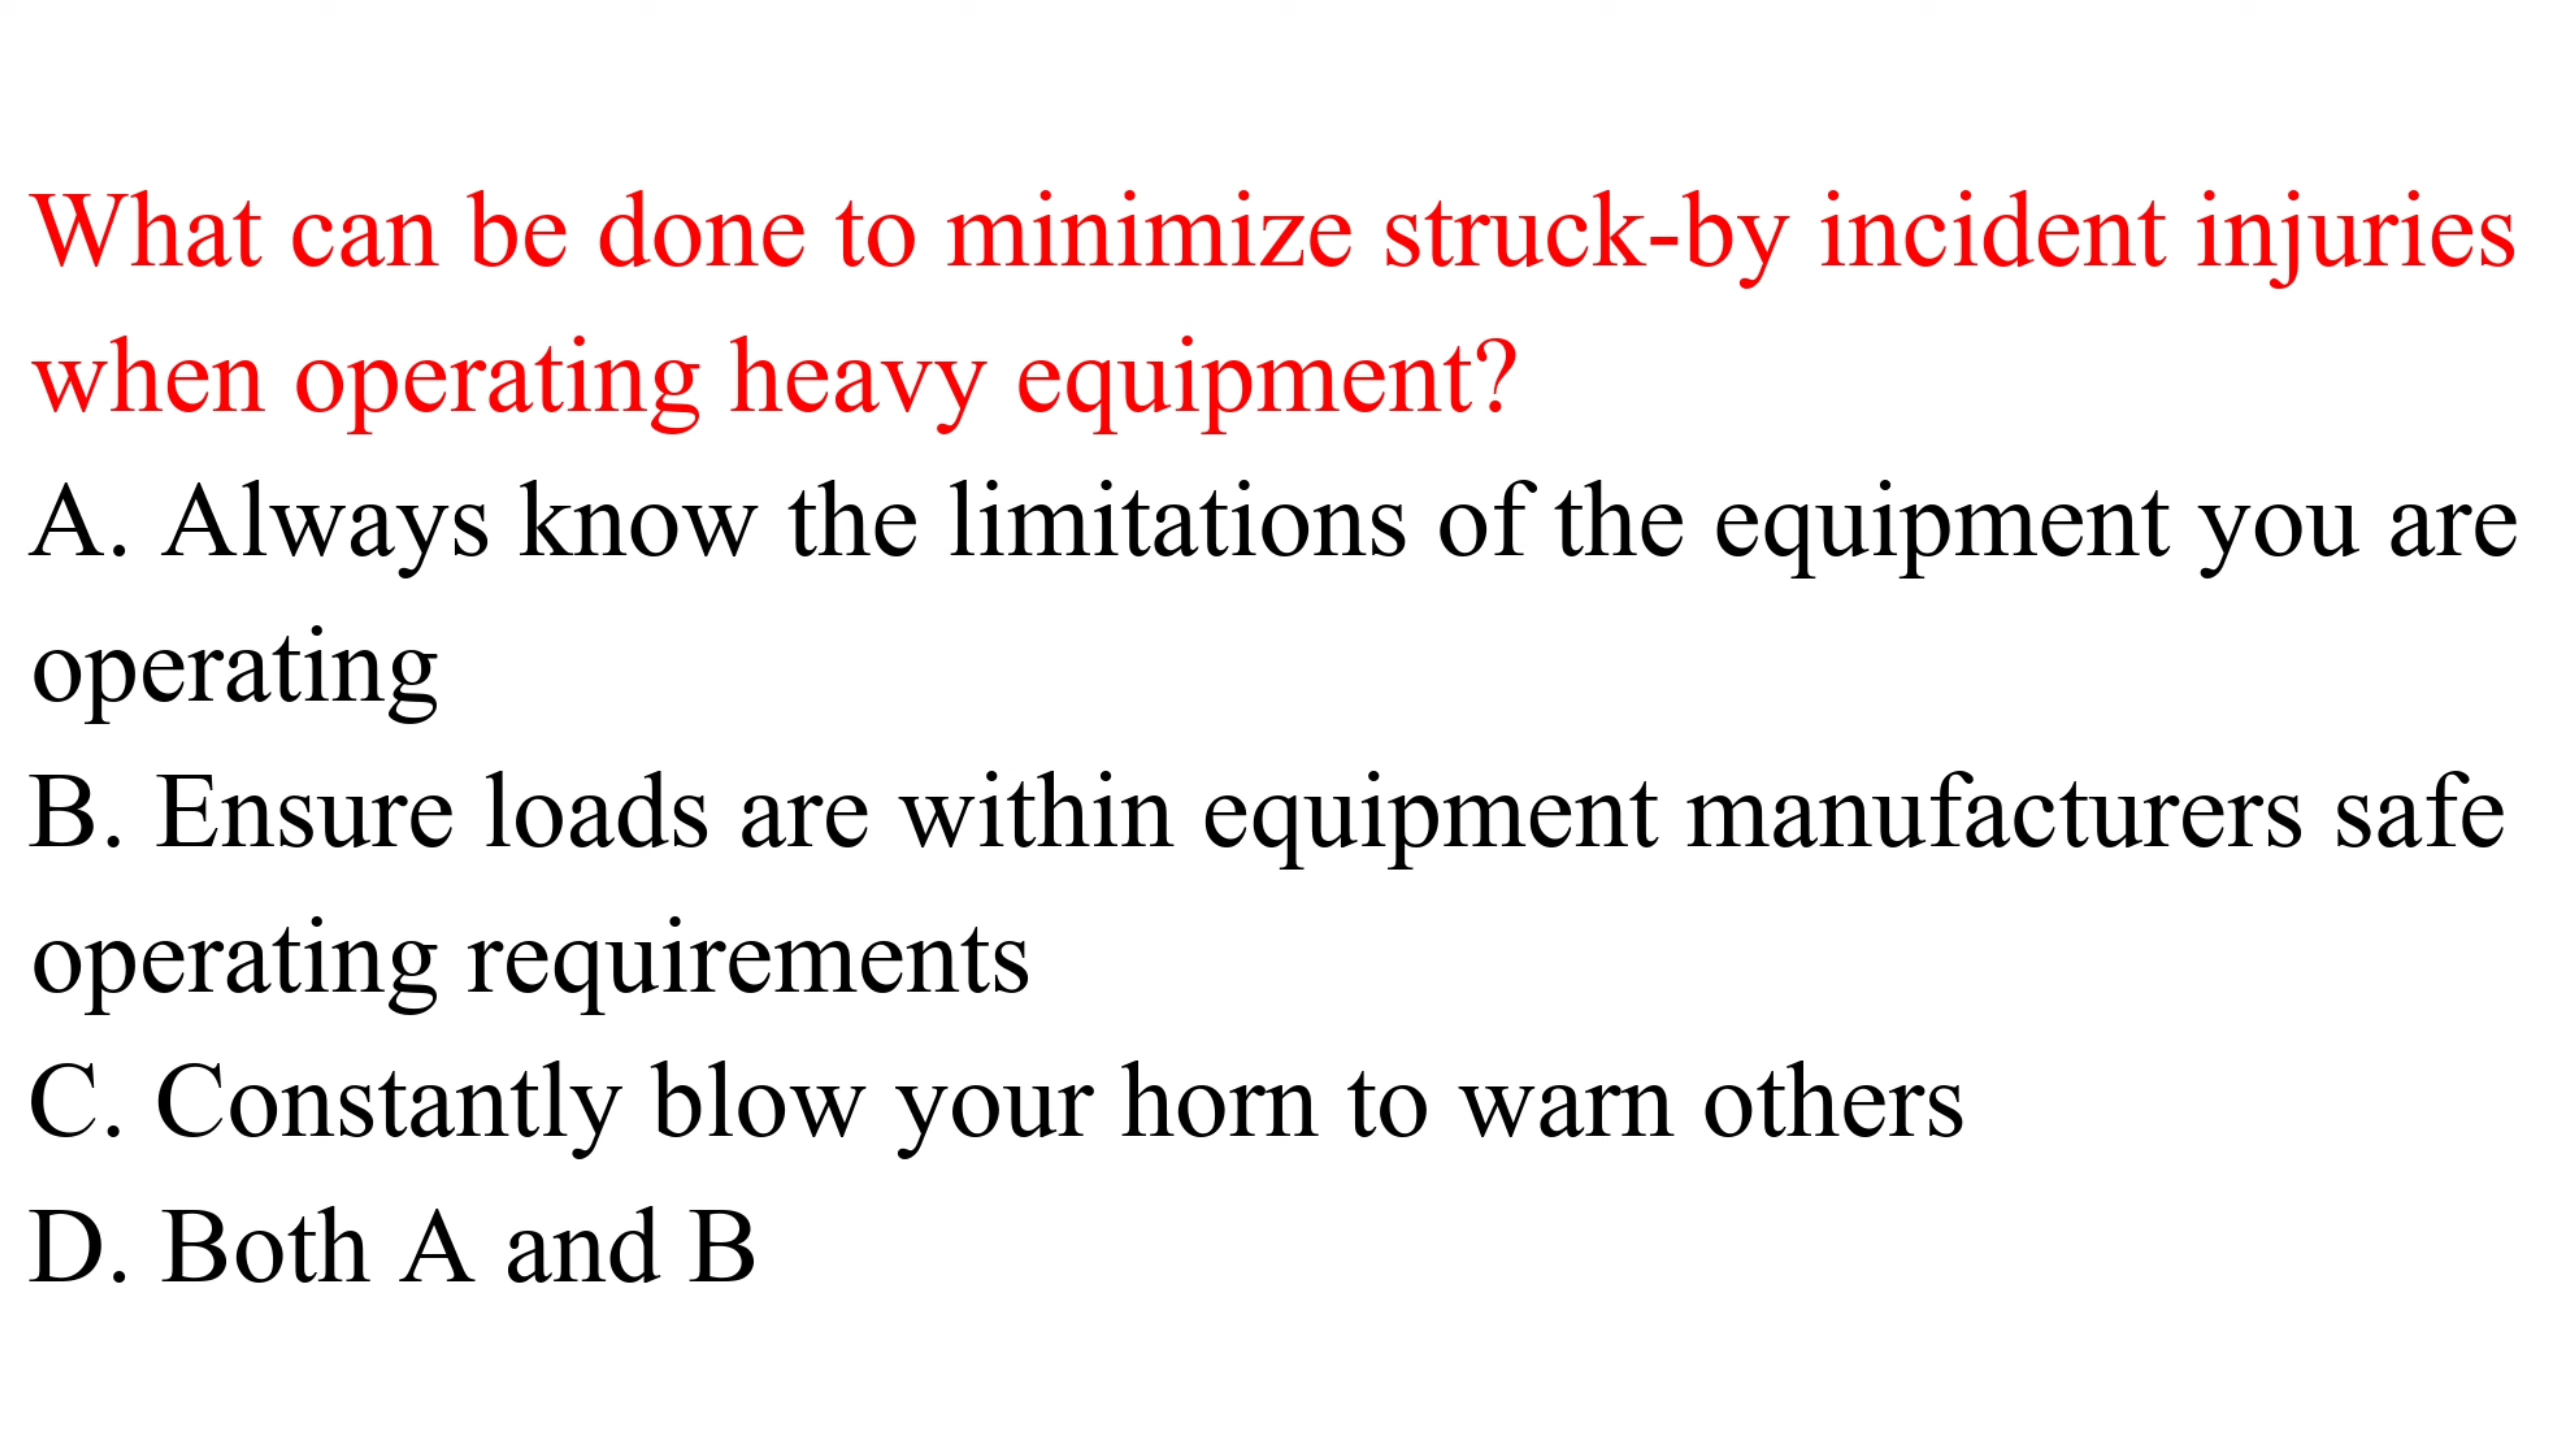 What can be done to minimize struck-by incident injuries
when operating heavy equipment?
A. Always know the limitations of the equipment you are
operating
B. Ensure loads are within equipment manufacturers safe
operating requirements
C. Constantly blow your horn to warn others
D. Both A and B